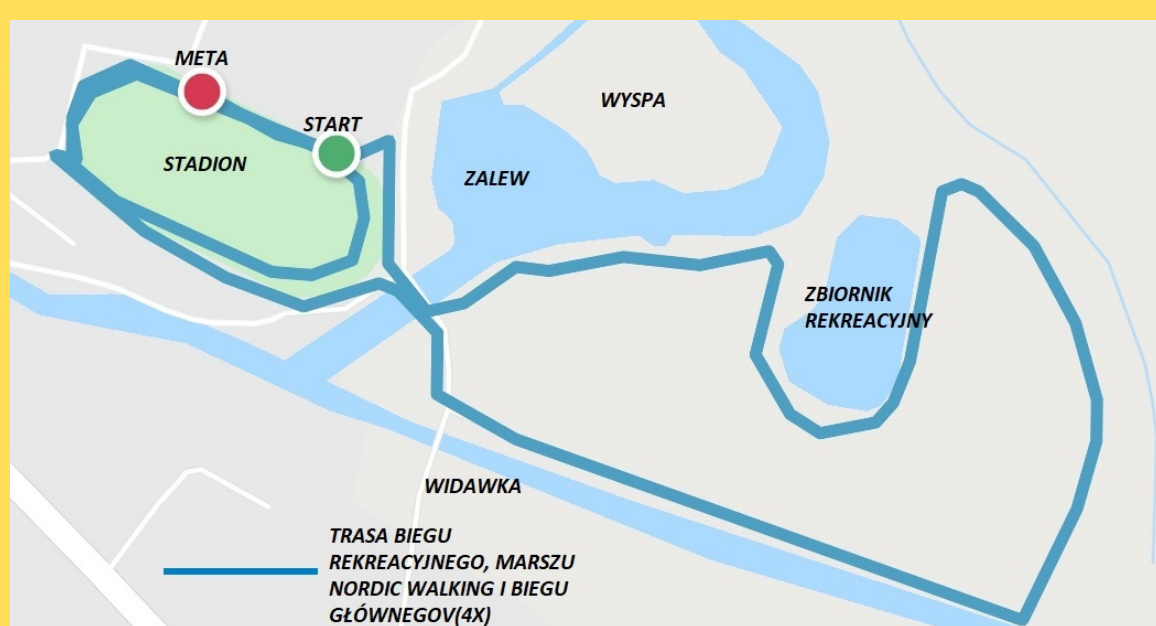 META
START
WYSPA
STADION
ZALEW
ZBIORNIK
REKREACYJNY
WIDAWKA
TRASA BIEGU
REKREACYJNEGO, MARSZU
NORDIC WALKING I BIEGU
GŁÓWNEGOV(4X)